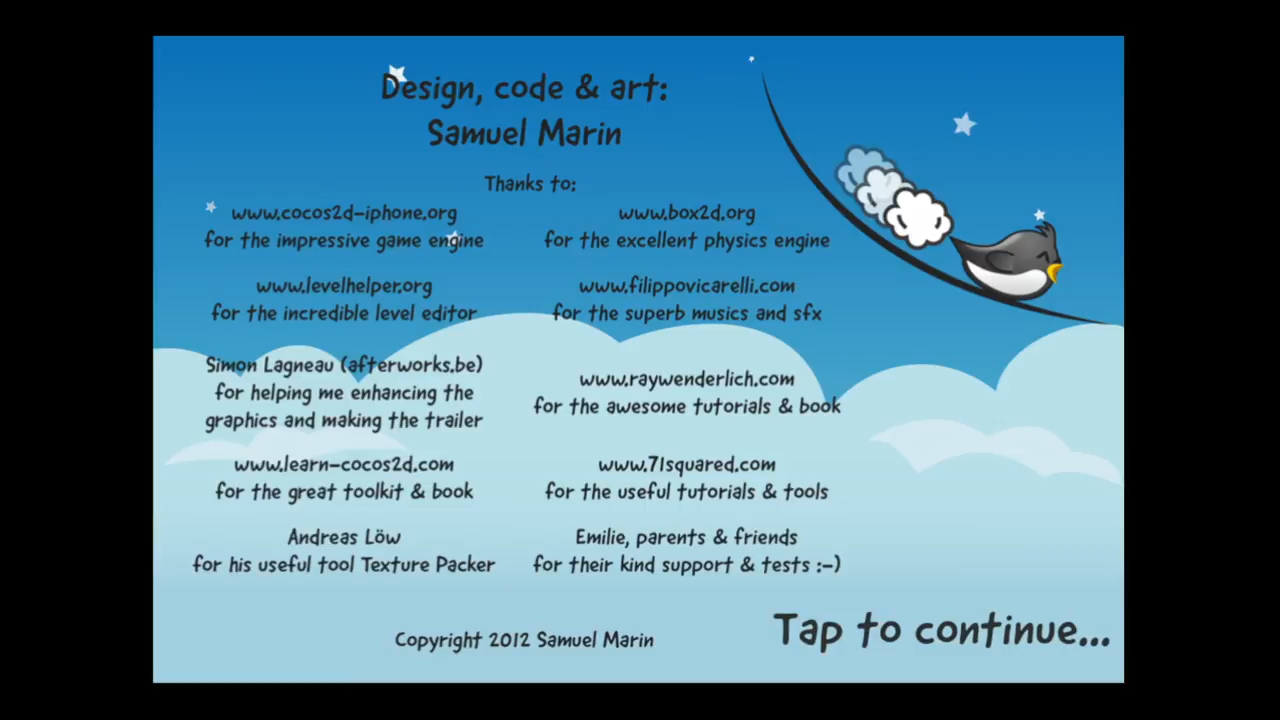 Design, code & art:
Samuel Marin
Thanks to:
www.cocos2d-iphone.org
for the impressive game engine
www.box2d.org
for the excellent physics engine
www.levelhelper.org
for the incredible level editor
www.filippovicarelli.com
for the superb musics and sfx
Simon Lagneau (afterworks.be)
for helping me enhancing the
graphics and making the trailer
www.raywenderlich.com
for the awesome tutorials & book
www.learn-cocos2d.com
for the great toolkit & book
www.71squared.com
for the useful tutorials & tools
Andreas Löw
for his useful tool Texture Packer
Emilie, parents & friends
for their kind support & tests :-)
Copyright 2012 Samuel Marin
Tap to continue...